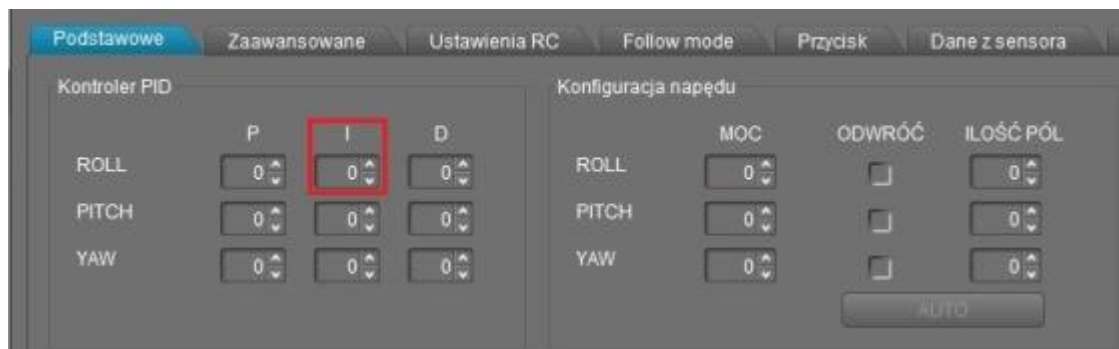 Podstawowe Zaawansowane Ustawienia RC Follow mode Przycisk Dane z sensora
Kontroler PID
P I D
ROLL 0 0 0
PITCH 0 0 0
YAW 0 0 0
Konfiguracja napędu
MOC ODWRÓĆ ILOŚĆ PÓL
ROLL 0 0
PITCH 0 0
YAW 0 0
AUTO